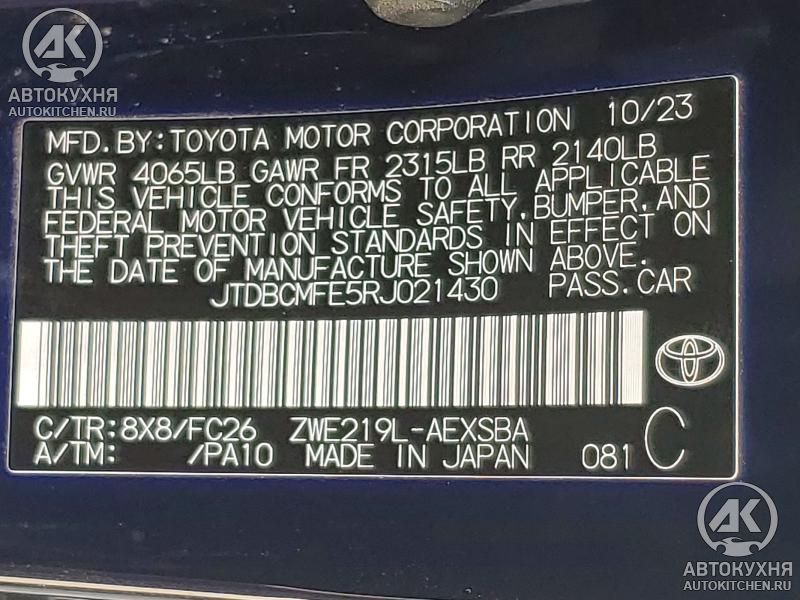 AK
АВТОКУХНЯ
AUTOKITCHEN.RU
MFD. BY: TOYOTA MOTOR CORPORATION 10/23
GVWR 4065LB GAWR FR 2315LB RR 2140LB
THIS VEHICLE CONFORMS TO ALL APPLICABLE
FEDERAL MOTOR VEHICLE SAFETY, BUMPER, AND
THEFT PREVENTION STANDARDS IN EFFECT ON
THE DATE OF MANUFACTURE SHOWN ABOVE.
JTDBCMFE5RJ021430 PASS. CAR
C/TR: 8X8/FC26 ZWE219L-AEXSBA
A/TM: /PA10 MADE IN JAPAN 081 C
AK
АВТОКУХНЯ
AUTOKITCHEN.RU